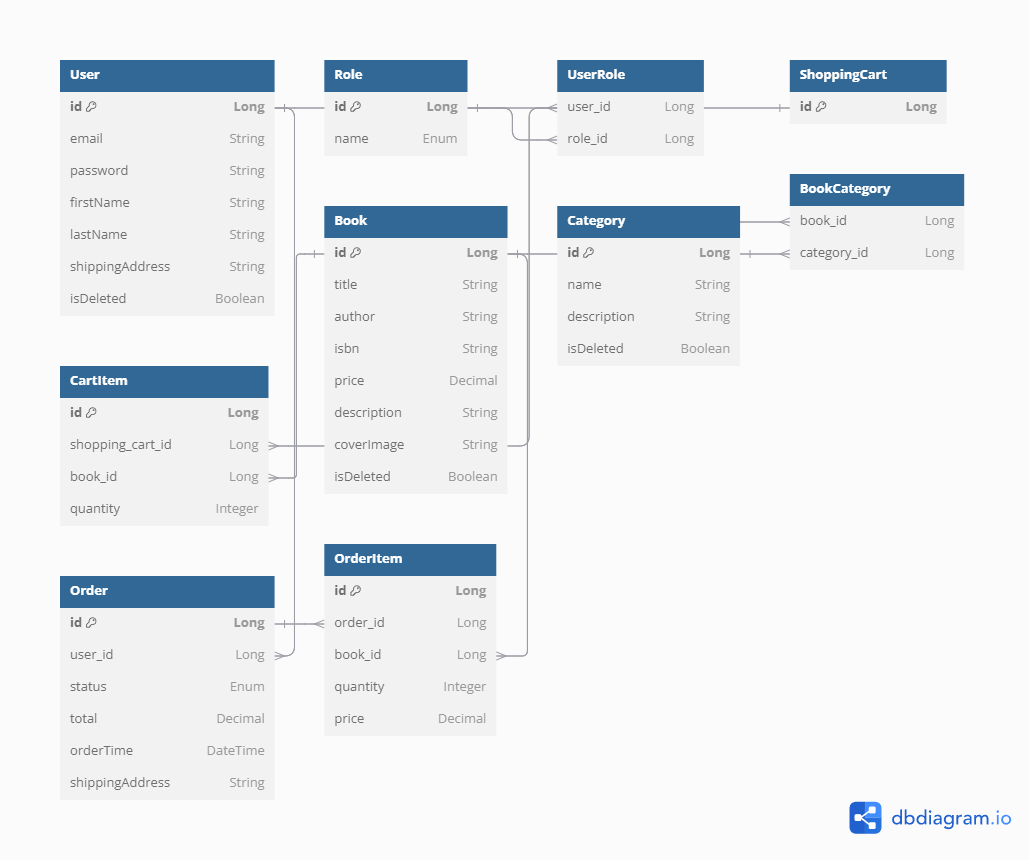 User
id Long
email String
password String
firstName String
lastName String
shippingAddress String
isDeleted Boolean
Role
id Long
name Enum
UserRole
user_id Long
role_id Long
ShoppingCart
id Long
BookCategory
book_id Long
category_id Long
Book
id Long
title String
author String
isbn String
price Decimal
description String
coverImage String
isDeleted Boolean
Category
id Long
name String
description String
isDeleted Boolean
CartItem
id Long
shopping_cart_id Long
book_id Long
quantity Integer
Order
id Long
user_id Long
status Enum
total Decimal
orderTime DateTime
shippingAddress String
OrderItem
id Long
order_id Long
book_id Long
quantity Integer
price Decimal
dbdiagram.io